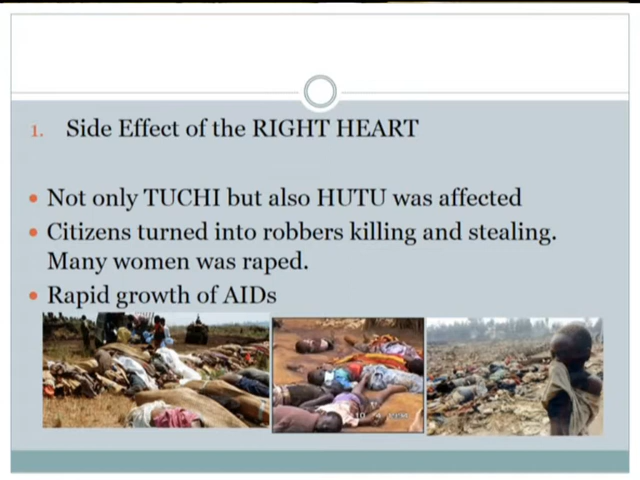 1. Side Effect of the RIGHT HEART
• Not only TUCHI but also HUTU was affected
• Citizens turned into robbers killing and stealing.
Many women was raped.
• Rapid growth of AIDs